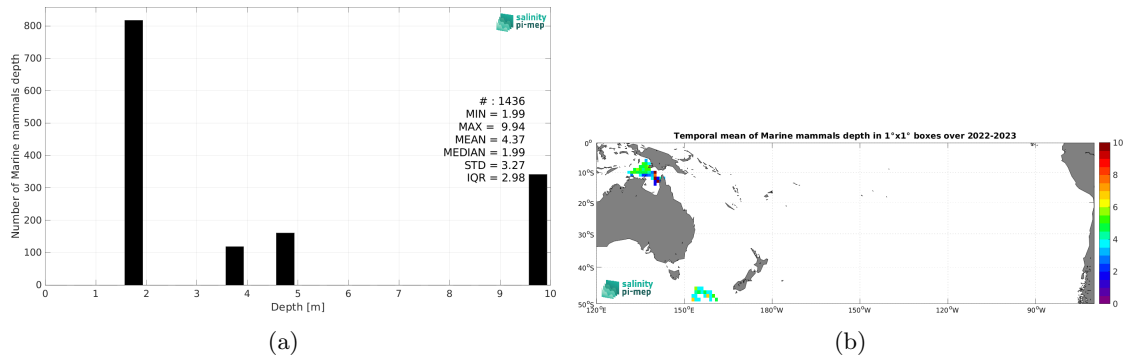 salinity
pi-mep
Number of Marine mammals depth
800
700
600
500
400
300
200
100
0
# : 1436
MIN = 1.99
MAX = 9.94
MEAN = 4.37
MEDIAN = 1.99
STD = 3.27
IQR = 2.98
0 1 2 3 4 5 6 7 8 9 10
Depth [m]
(a)
Temporal mean of Marine mammals depth in 1°x1° boxes over 2022-2023
0°
10°S
20°S
30°S
40°S
50°S
salinity
pi-mep
120°E 150°E 180°W 150°W 120°W 90°W
10
8
6
4
2
0
(b)